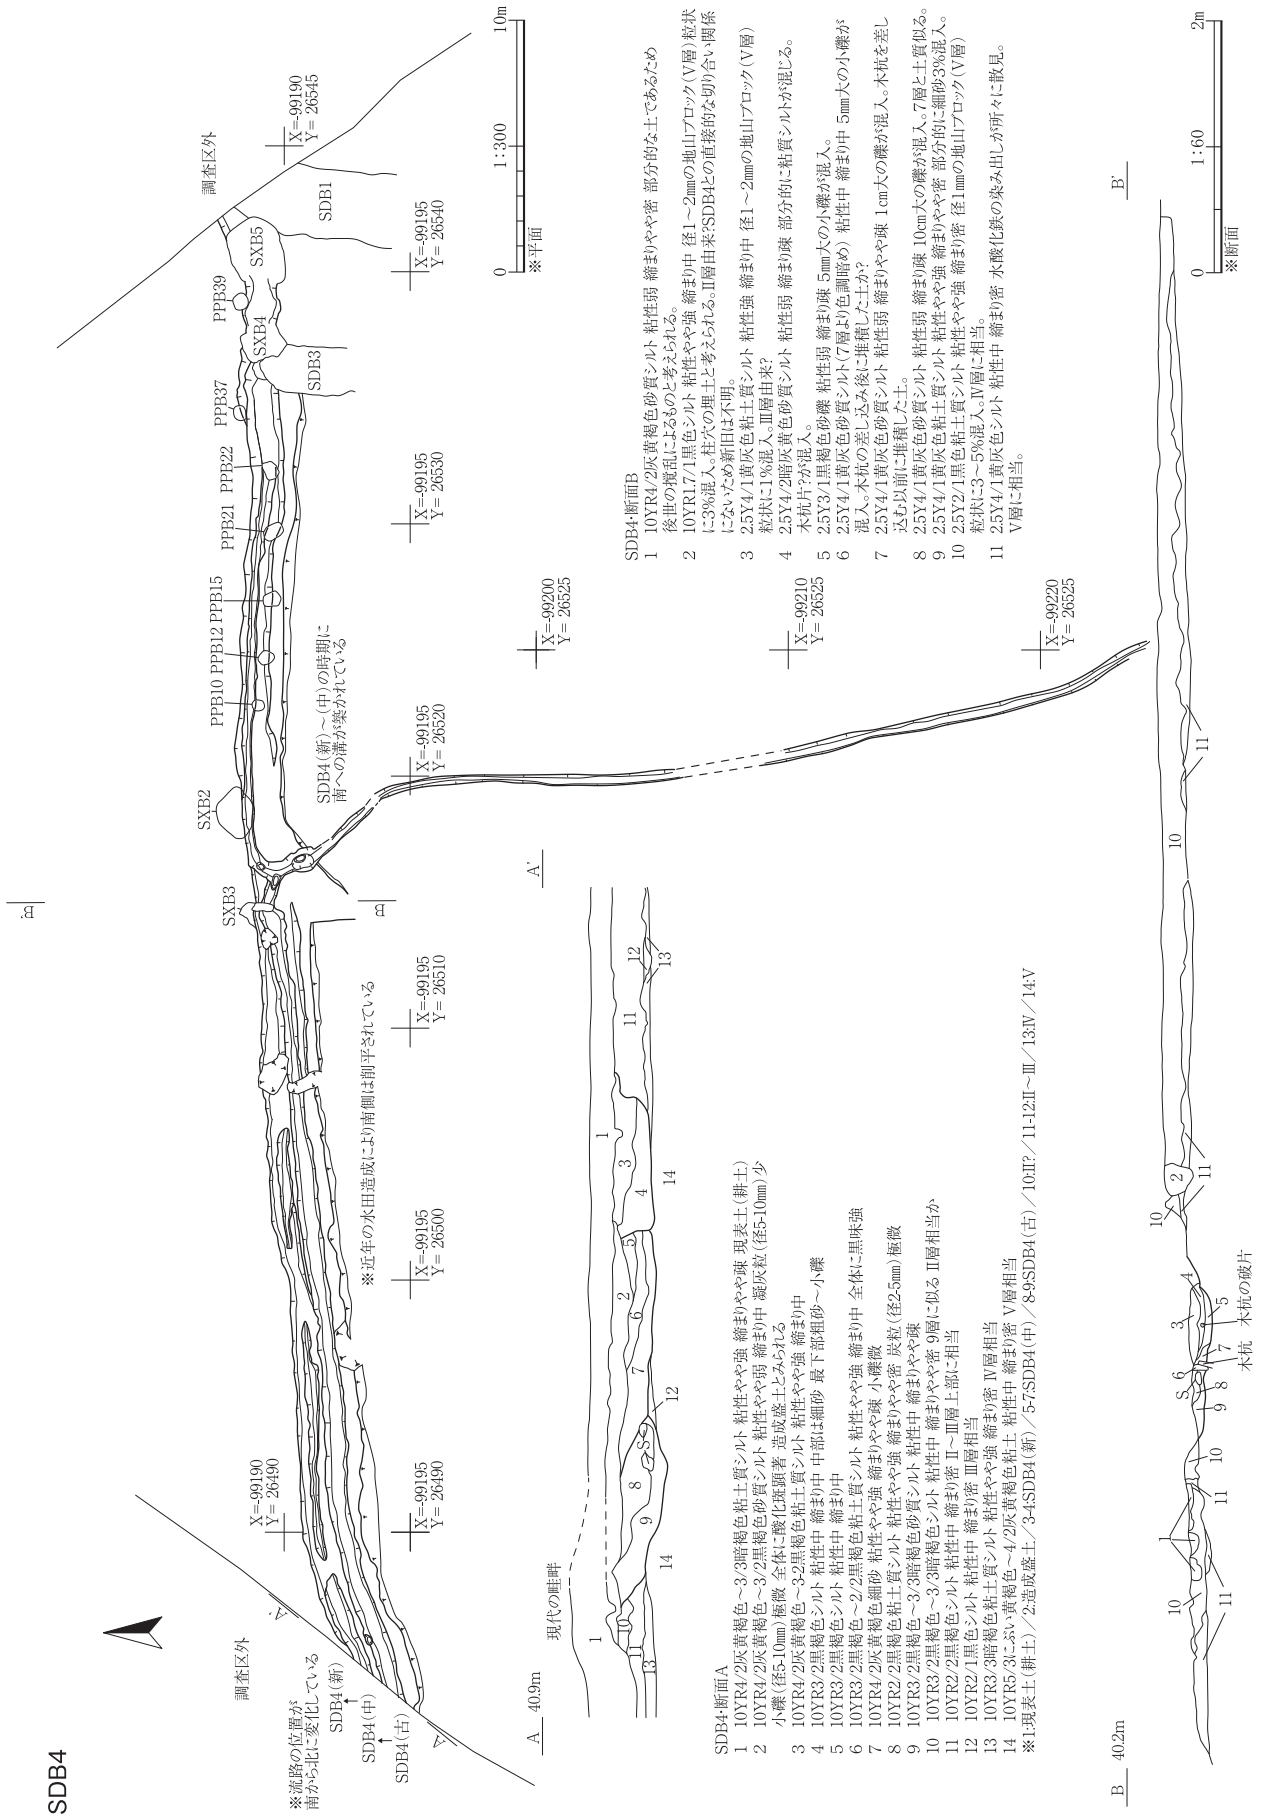 SDB4
※流路の位置が
南から北に変化している
SDB4(新)
SDB4(中)
SDB4(古)
調査区外
A
A'
X=-99190
Y= 26490
X=-99195
Y= 26490
X=-99195
Y= 26500
※近年の水田造成により南側は削平されている
X=-99195
Y= 26510
SXB3
SXB2
B
B'
SDB4(新)~(中)の時期に
南への溝が築かれている
X=-99195
Y= 26520
PPB10 PPB12 PPB15
PPB21 PPB22
PPB37
PPB39
X=-99195
Y= 26530
SDB3
SXB4
SXB5
SDB1
調査区外
X=-99195
Y= 26540
X=-99190
Y= 26545
X=-99200
Y= 26525
X=-99210
Y= 26525
X=-99220
Y= 26525
0 1:300 10m
※平面
A 40.9m
A'
現代の畦畔
1 1 2 3 4 5 6 7 8 S 9 10 11 13 14 12 14 11 12 13
SDB4・断面A
1 10YR4/2灰黄褐色~3/3暗褐色粘土質シルト 粘性やや強 締まりやや疎 現表土(耕土)
2 10YR4/2灰黄褐色~3/2黒褐色砂質シルト 粘性やや弱 締まり中 凝灰粒(径5-10mm)少
小礫(径5-10mm)極微 全体に酸化斑顕著 造成盛土とみられる
3 10YR4/2灰黄褐色~3-2黒褐色粘土質シルト 粘性やや強 締まり中
4 10YR3/2黒褐色シルト 粘性中 締まり中 中部は細砂 最下部粗砂~小礫
5 10YR3/2黒褐色シルト 粘性中 締まり中
6 10YR3/2黒褐色~2/2黒褐色粘土質シルト 粘性やや強 締まり中 全体に黒味強
7 10YR4/2灰黄褐色細砂 粘性やや強 締まりやや疎 小礫微
8 10YR2/2黒褐色粘土質シルト 粘性やや強 締まりやや密 炭粒(径2-5mm)極微
9 10YR3/2黒褐色~3/3暗褐色砂質シルト 粘性中 締まりやや疎
10 10YR3/2黒褐色~3/3暗褐色シルト 粘性中 締まりやや密 9層に似る Ⅱ層相当か
11 10YR2/2黒褐色シルト 粘性中 締まり密 Ⅱ~Ⅲ層上部に相当
12 10YR2/1黒色シルト 粘性中 締まり密 Ⅲ層相当
13 10YR3/3暗褐色粘土質シルト 粘性やや強 締まり密 Ⅳ層相当
14 10YR5/3にぶい黄褐色~4/2灰黄褐色粘土 粘性中 締まり密 Ⅴ層相当
※1:現表土(耕土)/2:造成盛土/3-4:SDB4(新)/5-7:SDB4(中)/8-9:SDB4(古)/10:Ⅱ?/11-12:Ⅱ~Ⅲ/13:Ⅳ/14:Ⅴ
SDB4・断面B
1 10YR4/2灰黄褐色砂質シルト 粘性弱 締まりやや密 部分的な土であるため
後世の撹乱によるものと考えられる。
2 10YR1.7/1黒色シルト 粘性やや強 締まり中 径1~2mmの地山ブロック(Ⅴ層)粒状
に3%混入。柱穴の埋土と考えられる。Ⅱ層由来?SDB4との直接的な切り合い関係
にないため新旧は不明。
3 2.5Y4/1黄灰色粘土質シルト 粘性強 締まり中 径1~2mmの地山ブロック(Ⅴ層)
粒状に1%混入。Ⅲ層由来?
4 2.5Y4/2暗灰黄色砂質シルト 粘性弱 締まり疎 部分的に粘質シルトが混じる。
木杭片?が混入。
5 2.5Y3/1黒褐色砂礫 粘性弱 締まり疎 5mm大の小礫が混入。
6 2.5Y4/1黄灰色砂質シルト(7層より色調暗め) 粘性中 締まり中 5mm大の小礫が
混入。木杭の差し込み後に堆積した土か?
7 2.5Y4/1黄灰色砂質シルト 粘性弱 締まりやや疎 1cm大の礫が混入。木杭を差し
込む以前に堆積した土。
8 2.5Y4/1黄灰色砂質シルト 粘性弱 締まり疎 10cm大の礫が混入。7層と土質似る。
9 2.5Y4/1黄灰色粘土質シルト 粘性やや強 締まりやや密 部分的に細砂3%混入。
10 2.5Y2/1黒色粘土質シルト 粘性やや強 締まり密 径1mmの地山ブロック(Ⅴ層)
粒状に3~5%混入。Ⅳ層に相当。
11 2.5Y4/1黄灰色シルト 粘性中 締まり密 水酸化鉄の染み出しが所々に散見。
Ⅴ層に相当。
B 40.2m
B'
10 11 1 11 10 9 8 S 6 7 3 4 5 10 2 11 10 11
木杭 木杭の破片
0 1:60 2m
※断面